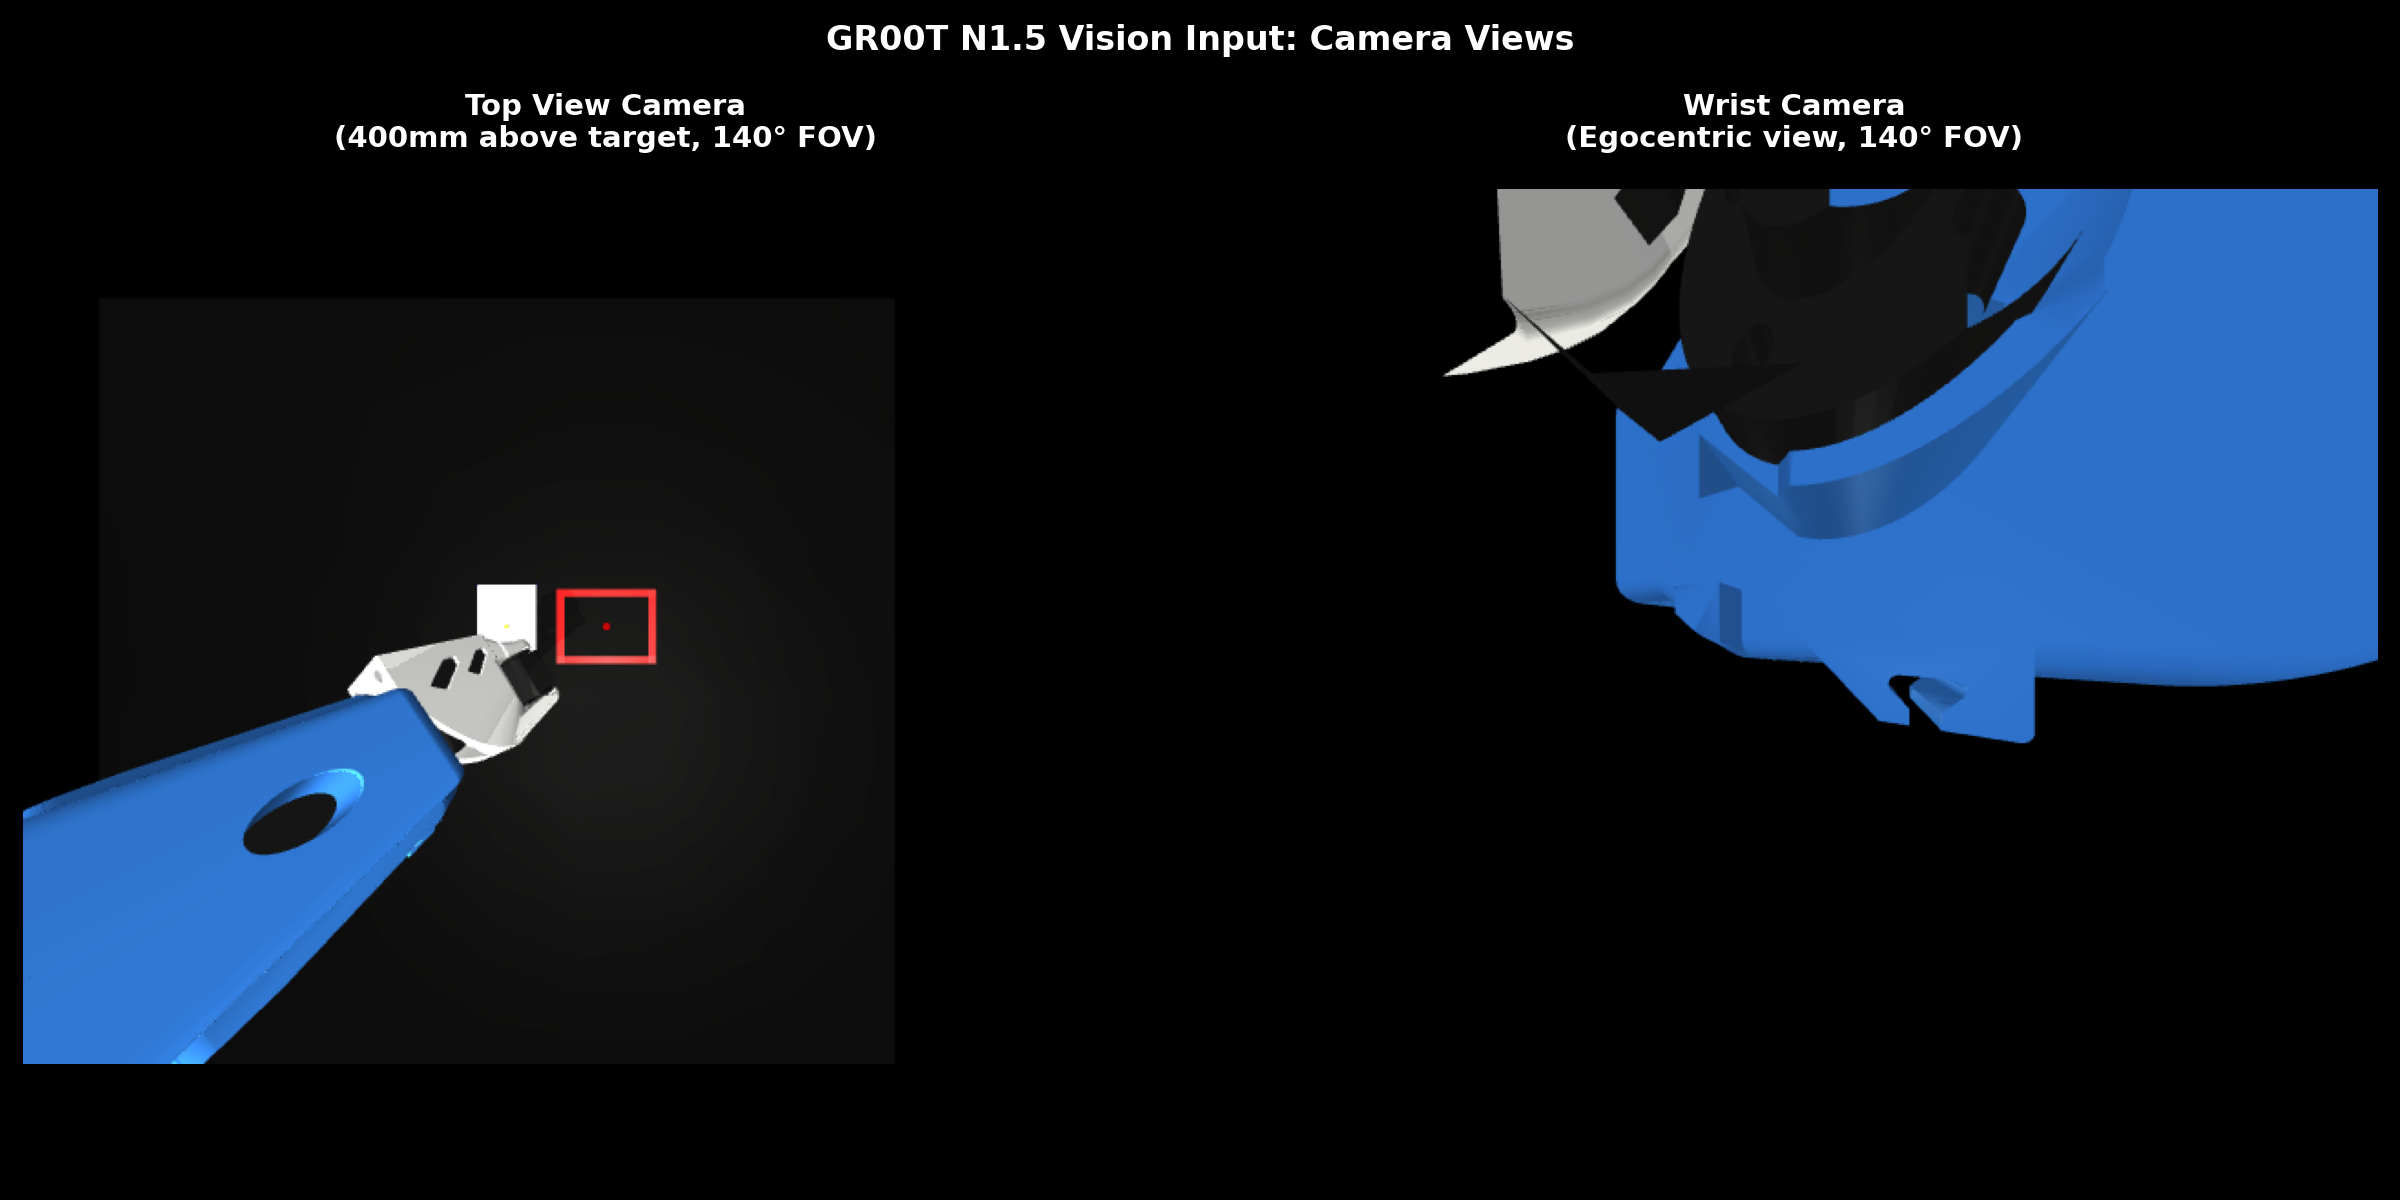 GR00T N1.5 Vision Input: Camera Views
Top View Camera
(400mm above target, 140° FOV)
Wrist Camera
(Egocentric view, 140° FOV)